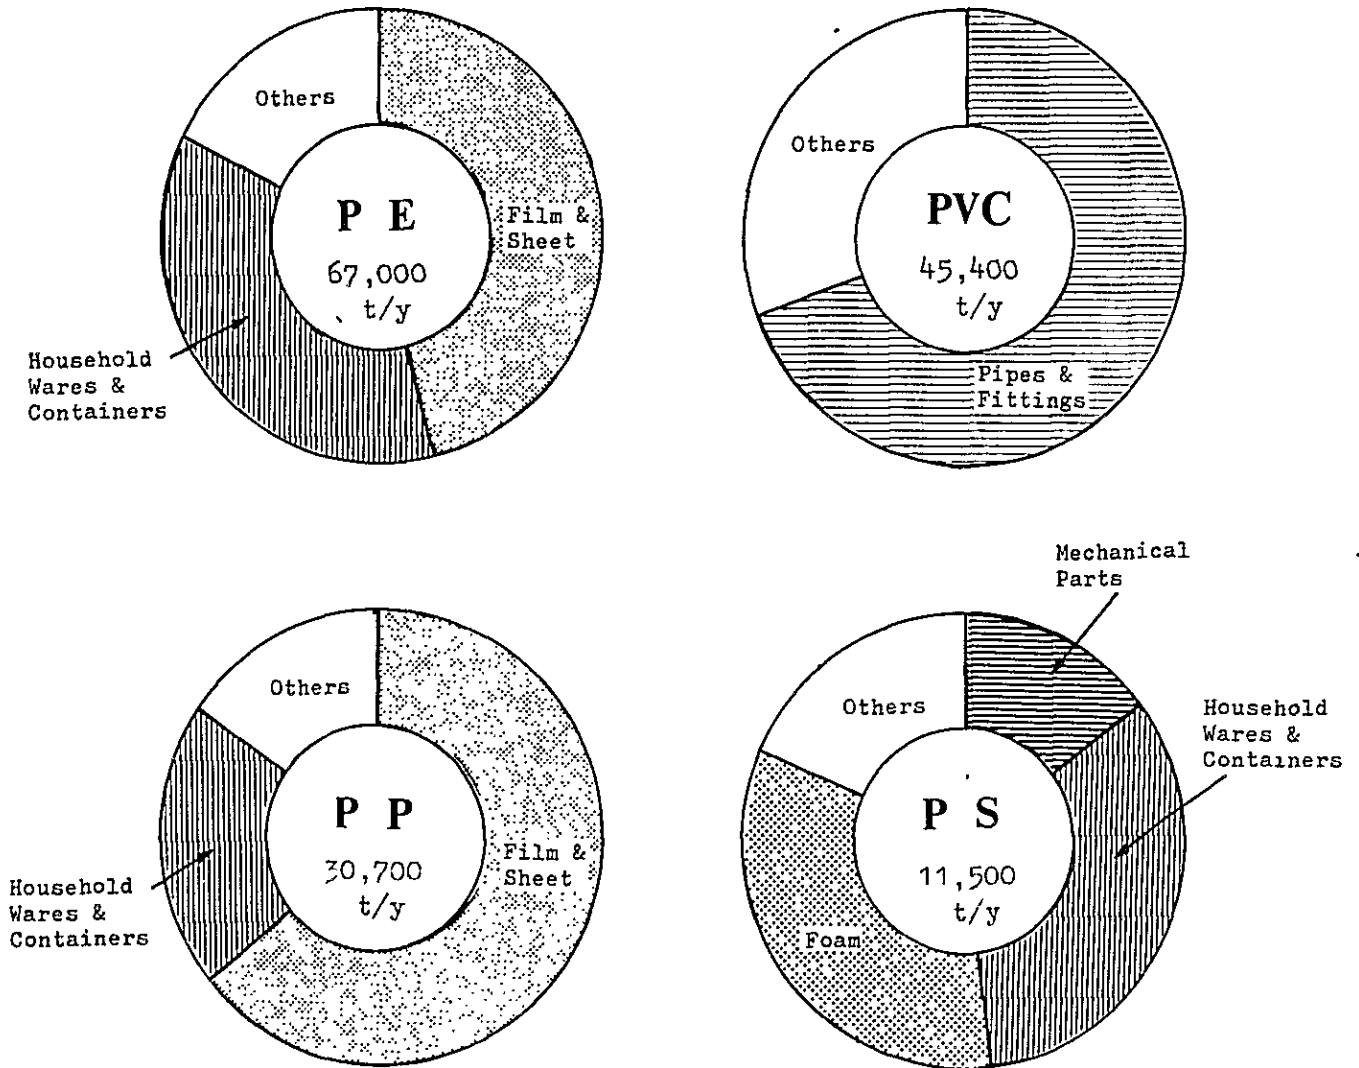 Others
P E
67,000
t/y
Film &
Sheet
Household
Wares &
Containers
Others
PVC
45,400
t/y
Pipes &
Fittings
Others
P P
30,700
t/y
Film &
Sheet
Household
Wares &
Containers
Mechanical
Parts
Others
P S
11,500
t/y
Household
Wares &
Containers
Foam